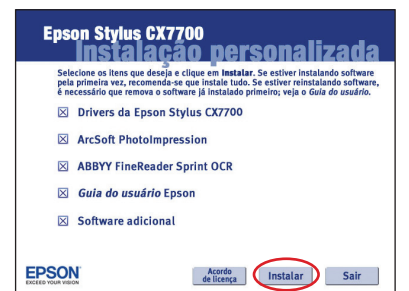 Epson Stylus CX7700
Instalação personalizada
Selecione os itens que deseja e clique em Instalar. Se estiver instalando software
pela primeira vez, recomenda-se que instale tudo. Se estiver reinstalando software,
é necessário que remova o software já instalado primeiro; veja o Guia do usuário.
Drivers da Epson Stylus CX7700
ArcSoft PhotoImpression
ABBYY FineReader Sprint OCR
Guia do usuário Epson
Software adicional
EPSON
EXCEED YOUR VISION
Acordo
de licença
Instalar
Sair